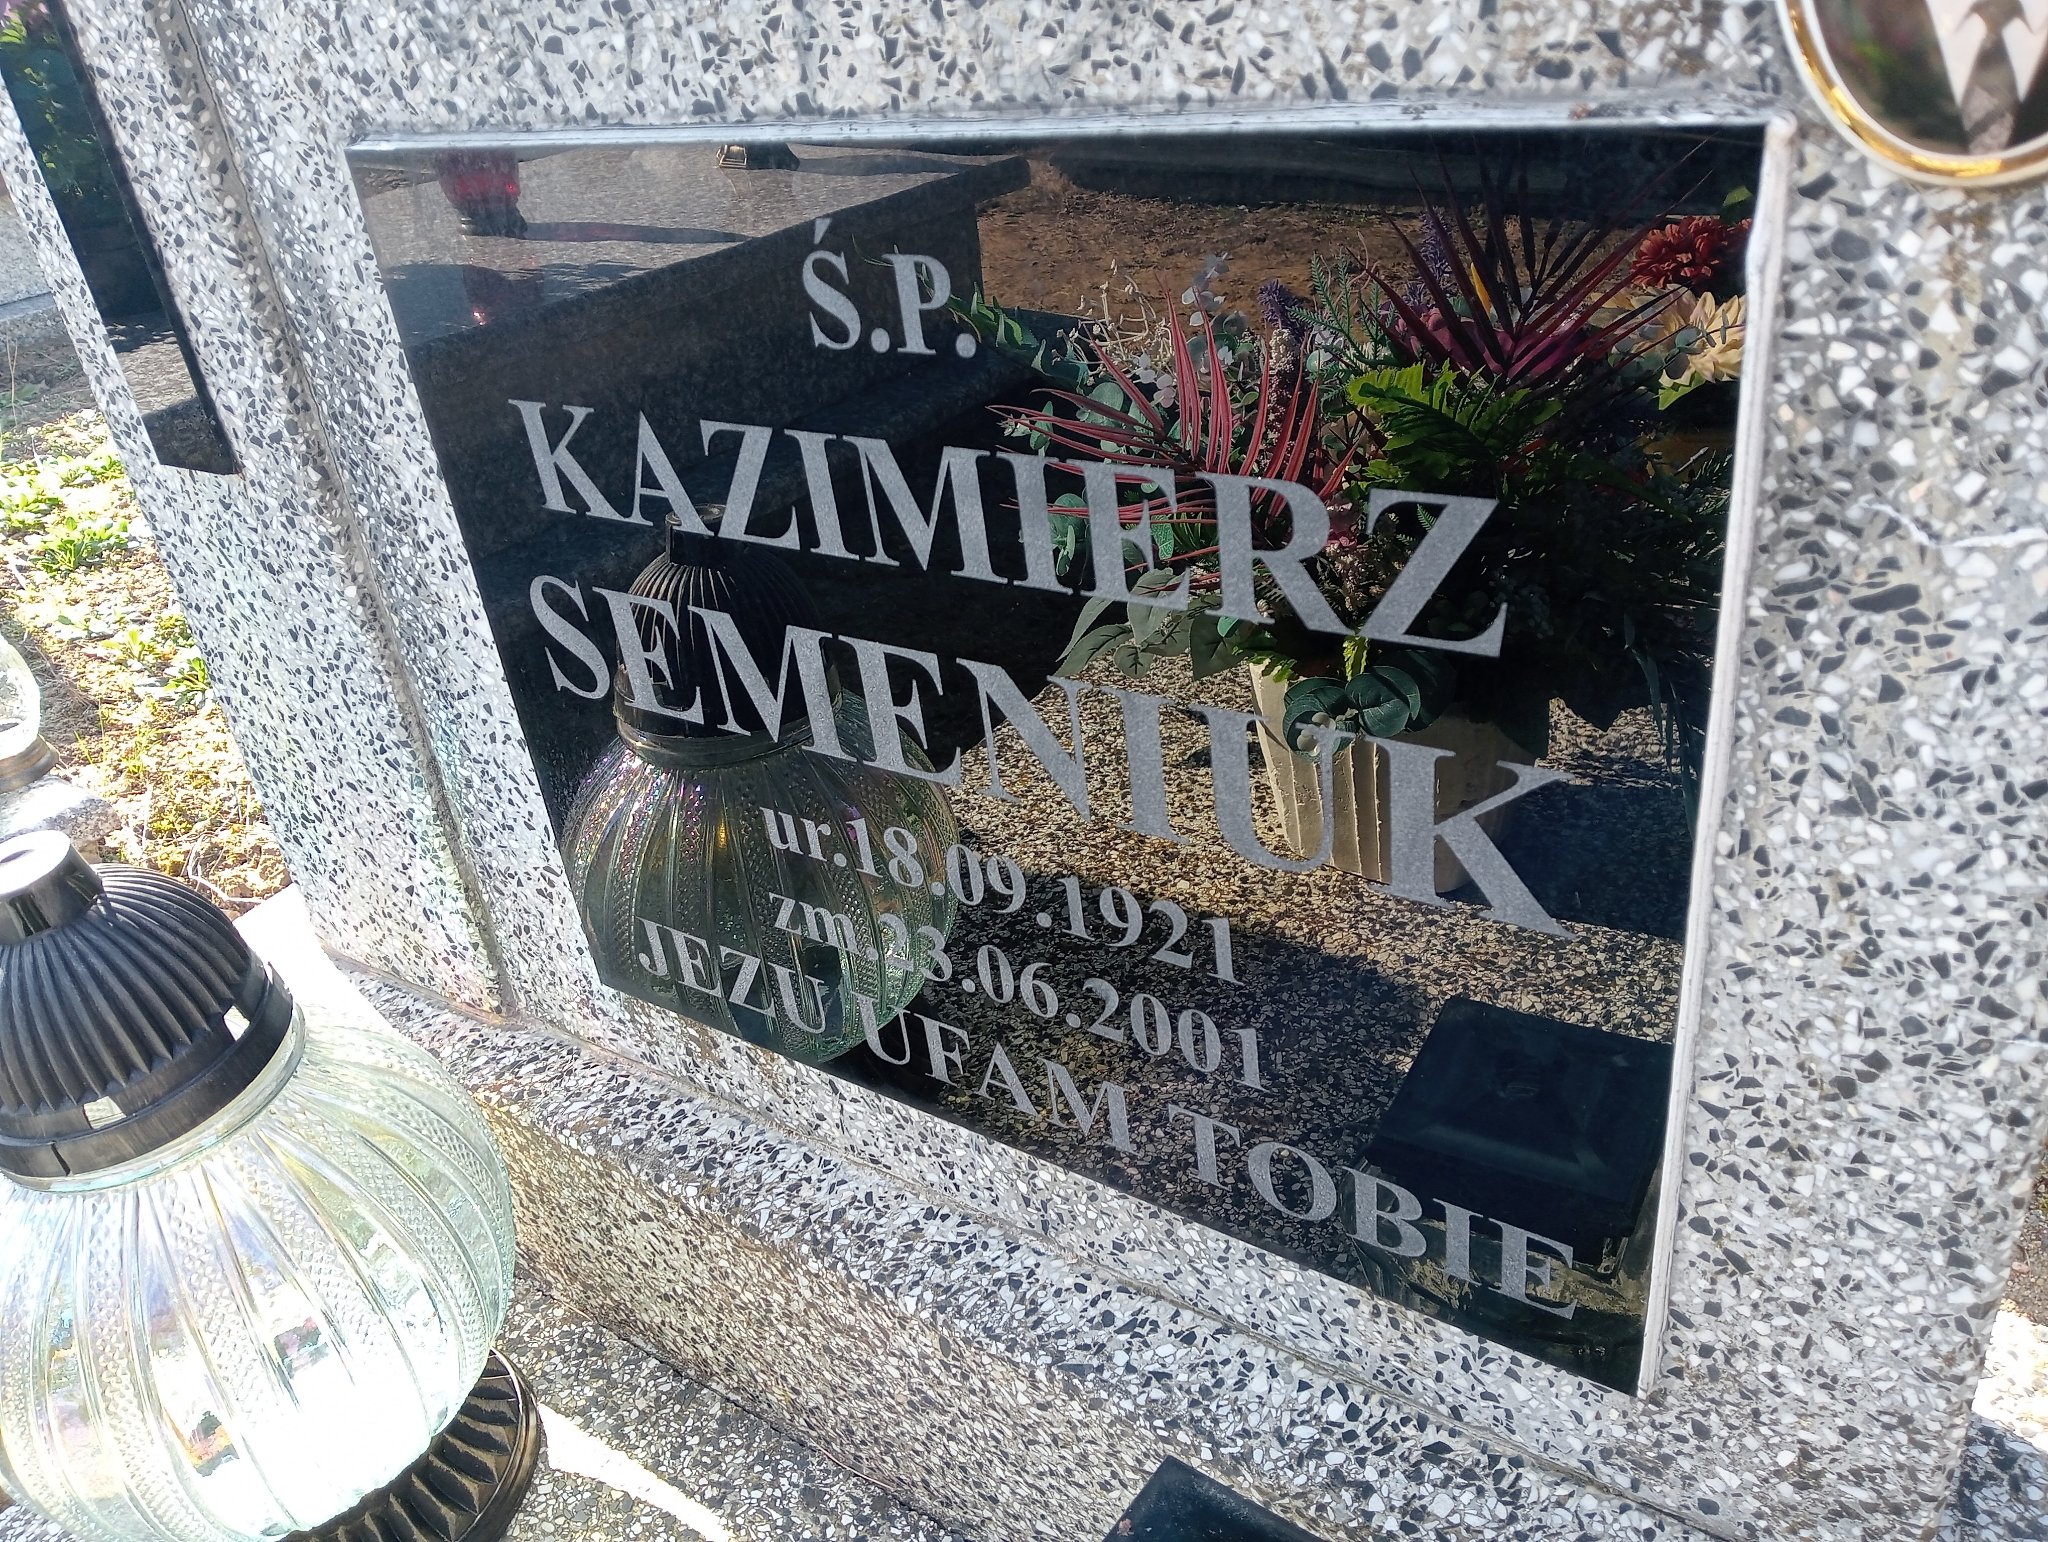 Ś.P.
KAZIMIERZ
SEMENIUK
ur.18.09.1921
zm.23.06.2001
JEZU UFAM TOBIE